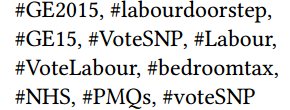 #GE2015, #labourdoorstep,
#GE15, #VoteSNP, #Labour,
#VoteLabour, #bedroomtax,
#NHS, #PMQs, #voteSNP